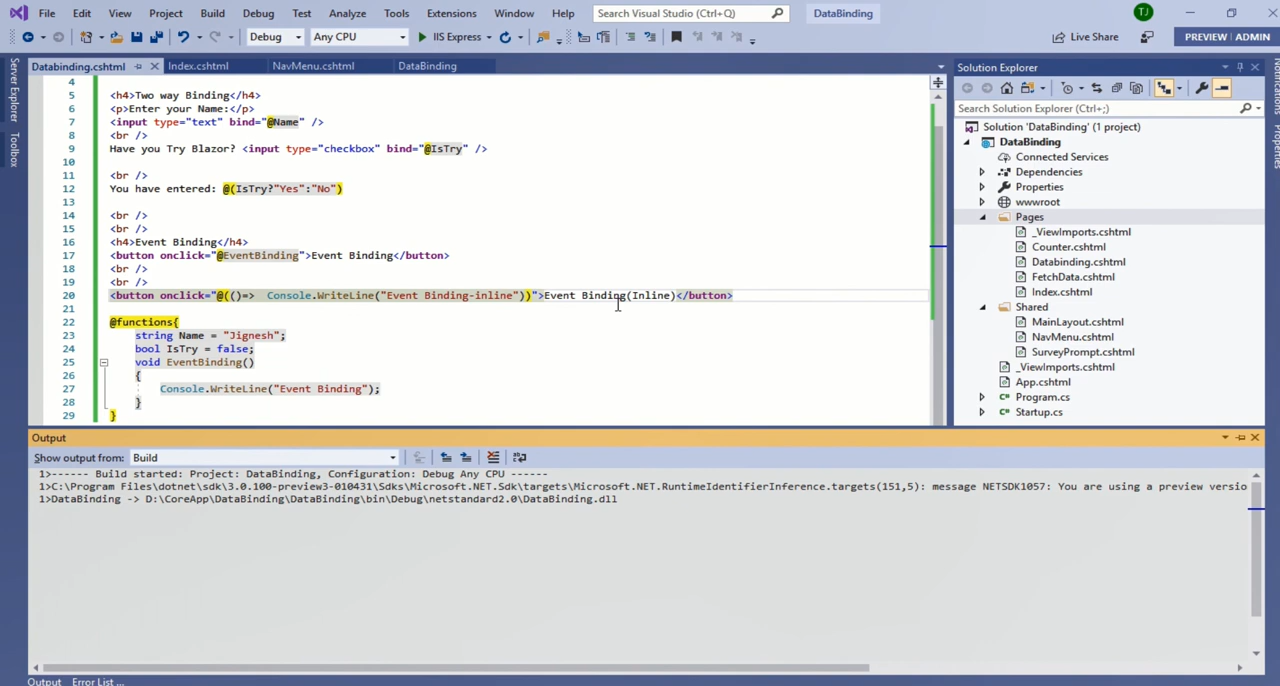 File Edit View Project Build Debug Test Analyze Tools Extensions Window Help Search Visual Studio (Ctrl+Q) DataBinding TJ
Debug Any CPU IIS Express Live Share PREVIEW ADMIN
Server Explorer
Toolbox
Databinding.cshtml Index.cshtml NavMenu.cshtml DataBinding
4
5 <h4>Two way Binding</h4>
6 <p>Enter your Name:</p>
7 <input type="text" bind="@Name" />
8 <br />
9 Have you Try Blazor? <input type="checkbox" bind="@IsTry" />
10
11 <br />
12 You have entered: @(IsTry?"Yes":"No")
13
14 <br />
15 <br />
16 <h4>Event Binding</h4>
17 <button onclick="@EventBinding">Event Binding</button>
18 <br />
19 <br />
20 <button onclick="@(()=> Console.WriteLine("Event Binding-inline"))">Event Binding(Inline)</button>
21
22 @functions{
23 string Name = "Jignesh";
24 bool IsTry = false;
25 void EventBinding()
26 {
27 Console.WriteLine("Event Binding");
28 }
29 }
Solution Explorer
Search Solution Explorer (Ctrl+;)
Solution 'DataBinding' (1 project)
DataBinding
Connected Services
Dependencies
Properties
wwwroot
Pages
_ViewImports.cshtml
Counter.cshtml
Databinding.cshtml
FetchData.cshtml
Index.cshtml
Shared
MainLayout.cshtml
NavMenu.cshtml
SurveyPrompt.cshtml
_ViewImports.cshtml
App.cshtml
C# Program.cs
C# Startup.cs
Notifications
Properties
Output
Show output from: Build
1>------ Build started: Project: DataBinding, Configuration: Debug Any CPU ------
1>C:\Program Files\dotnet\sdk\3.0.100-preview3-010431\Sdks\Microsoft.NET.Sdk\targets\Microsoft.NET.RuntimeIdentifierInference.targets(151,5): message NETSDK1057: You are using a preview versio
1>DataBinding -> D:\CoreApp\DataBinding\DataBinding\bin\Debug\netstandard2.0\DataBinding.dll
Output Error List ...